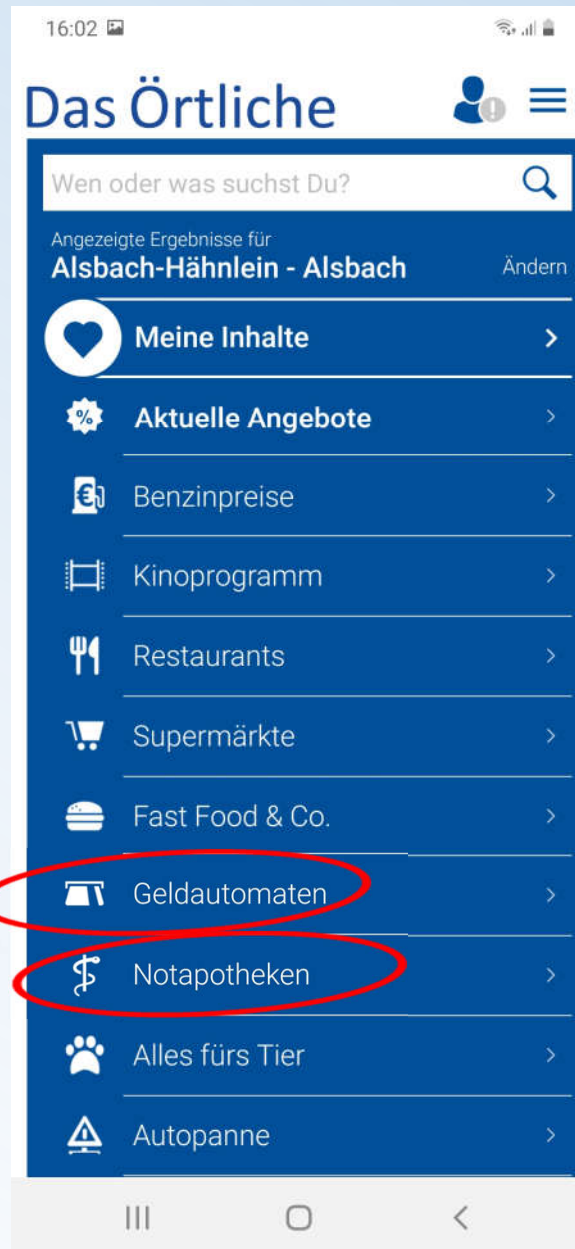 16:02
Das Örtliche
Wen oder was suchst Du?
Angezeigte Ergebnisse für
Alsbach-Hähnlein - Alsbach
Ändern
Meine Inhalte
Aktuelle Angebote
Benzinpreise
Kinoprogramm
Restaurants
Supermärkte
Fast Food & Co.
Geldautomaten
Notapotheken
Alles fürs Tier
Autopanne